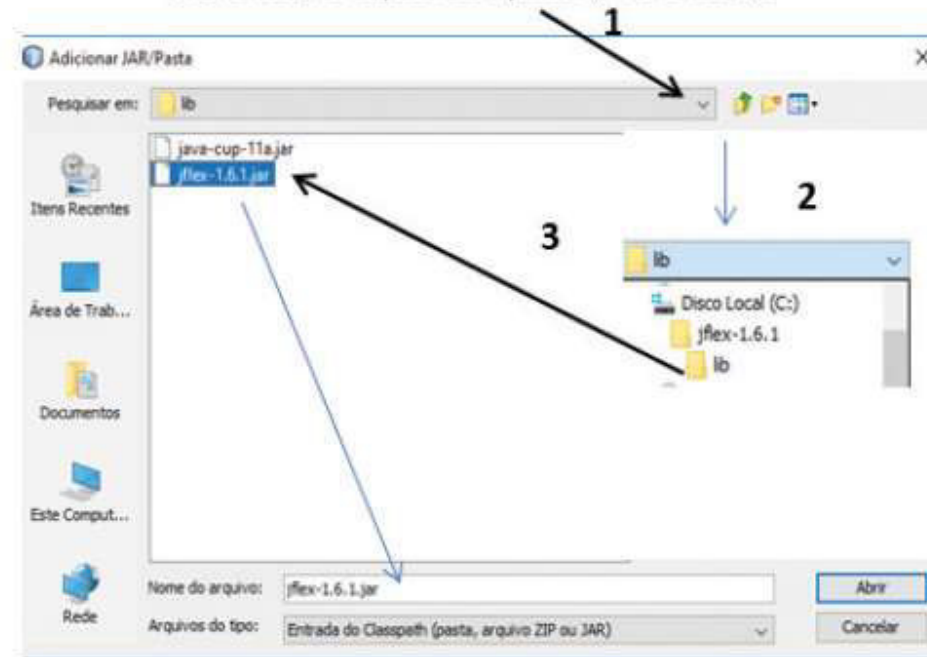 1
Adicionar JAR/Pasta
Pesquisar em: lib
java-cup-11a.jar
jflex-1.6.1.jar
Itens Recentes
2
3
lib
Disco Local (C:)
jflex-1.6.1
lib
Área de Trab...
Documentos
Este Comput...
Rede
Nome do arquivo: jflex-1.6.1.jar
Abrir
Arquivos do tipo: Entrada do Classpath (pasta, arquivo ZIP ou JAR)
Cancelar